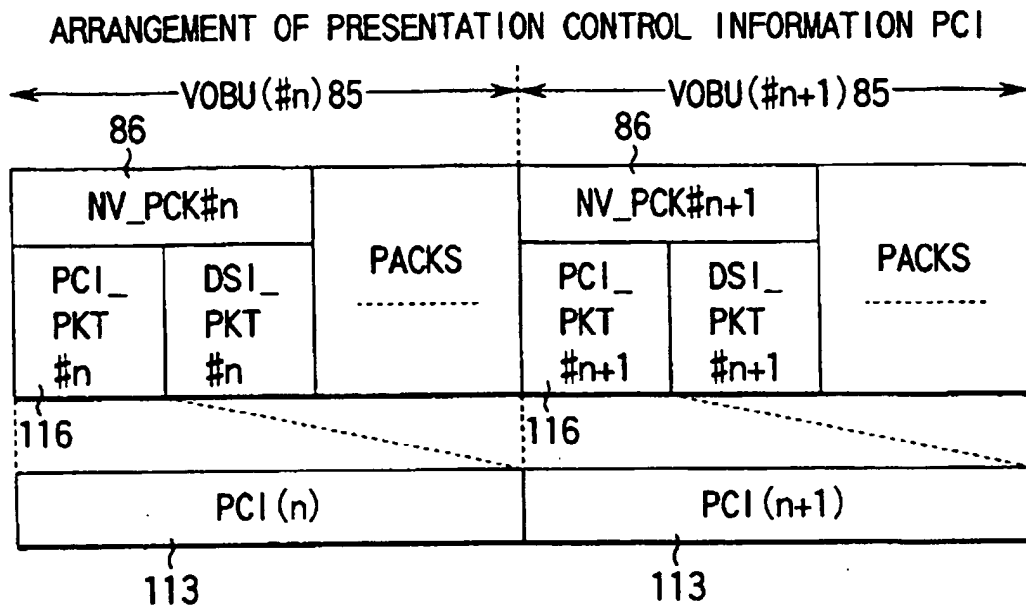 ARRANGEMENT OF PRESENTATION CONTROL INFORMATION PCI
VOBU(#n)85
VOBU(#n+1)85
86
86
NV_PCK#n
NV_PCK#n+1
PCI_
PKT
#n
DSI_
PKT
#n
PACKS
PCI_
PKT
#n+1
DSI_
PKT
#n+1
PACKS
116
116
PCI(n)
PCI(n+1)
113
113